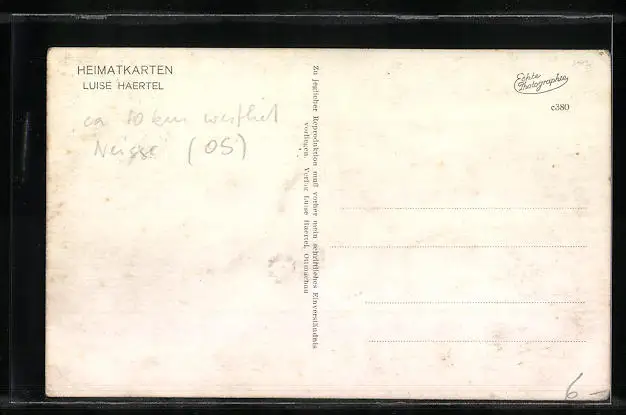 HEIMATKARTEN
LUISE HAERTEL
ca 10 km westlich
Neisse (OS)
Zu jeglicher Reproduktion muß vorher mein schriftliches Einverständnis
vorliegen. Verlag Luise Haertel, Ottmachau
Echte
Photographie
c380
6 —